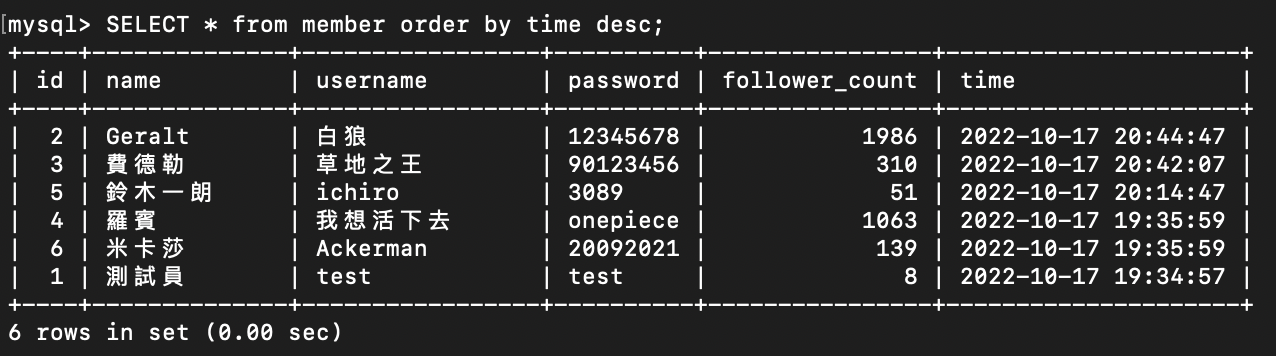 mysql> SELECT * from member order by time desc;
+----+--------------+-----------------+----------+----------------+---------------------+
| id | name         | username        | password | follower_count | time                |
+----+--------------+-----------------+----------+----------------+---------------------+
| 2 | Geralt | 白狼 | 12345678 | 1986 | 2022-10-17 20:44:47 |
| 3 | 費德勒 | 草地之王 | 90123456 | 310 | 2022-10-17 20:42:07 |
| 5 | 鈴木一朗 | ichiro | 3089 | 51 | 2022-10-17 20:14:47 |
| 4 | 羅賓 | 我想活下去 | onepiece | 1063 | 2022-10-17 19:35:59 |
| 6 | 米卡莎 | Ackerman | 20092021 | 139 | 2022-10-17 19:35:59 |
| 1 | 測試員 | test | test | 8 | 2022-10-17 19:34:57 |
+----+--------------+-----------------+----------+----------------+---------------------+
6 rows in set (0.00 sec)